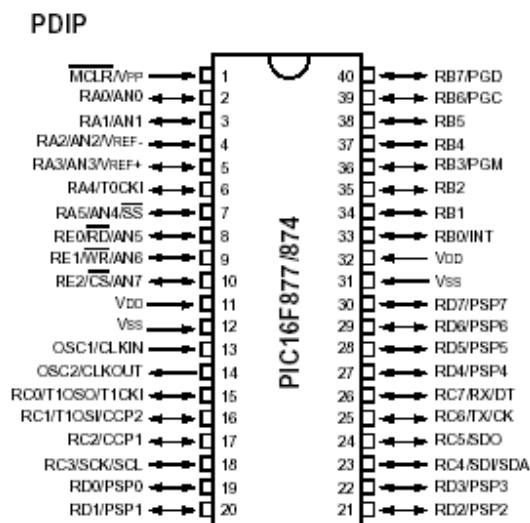 PDIP
MCLR/VPP 1 40 RB7/PGD
RA0/AN0 2 39 RB6/PGC
RA1/AN1 3 38 RB5
RA2/AN2/VREF- 4 37 RB4
RA3/AN3/VREF+ 5 36 RB3/PGM
RA4/T0CKI 6 35 RB2
RA5/AN4/SS 7 34 RB1
RE0/RD/AN5 8 33 RB0/INT
RE1/WR/AN6 9 32 VDD
RE2/CS/AN7 10 31 VSS
VDD 11 30 RD7/PSP7
VSS 12 29 RD6/PSP6
OSC1/CLKIN 13 28 RD5/PSP5
OSC2/CLKOUT 14 27 RD4/PSP4
RC0/T1OSO/T1CKI 15 26 RC7/RX/DT
RC1/T1OSI/CCP2 16 25 RC6/TX/CK
RC2/CCP1 17 24 RC5/SDO
RC3/SCK/SCL 18 23 RC4/SDI/SDA
RD0/PSP0 19 22 RD3/PSP3
RD1/PSP1 20 21 RD2/PSP2
PIC16F877/874